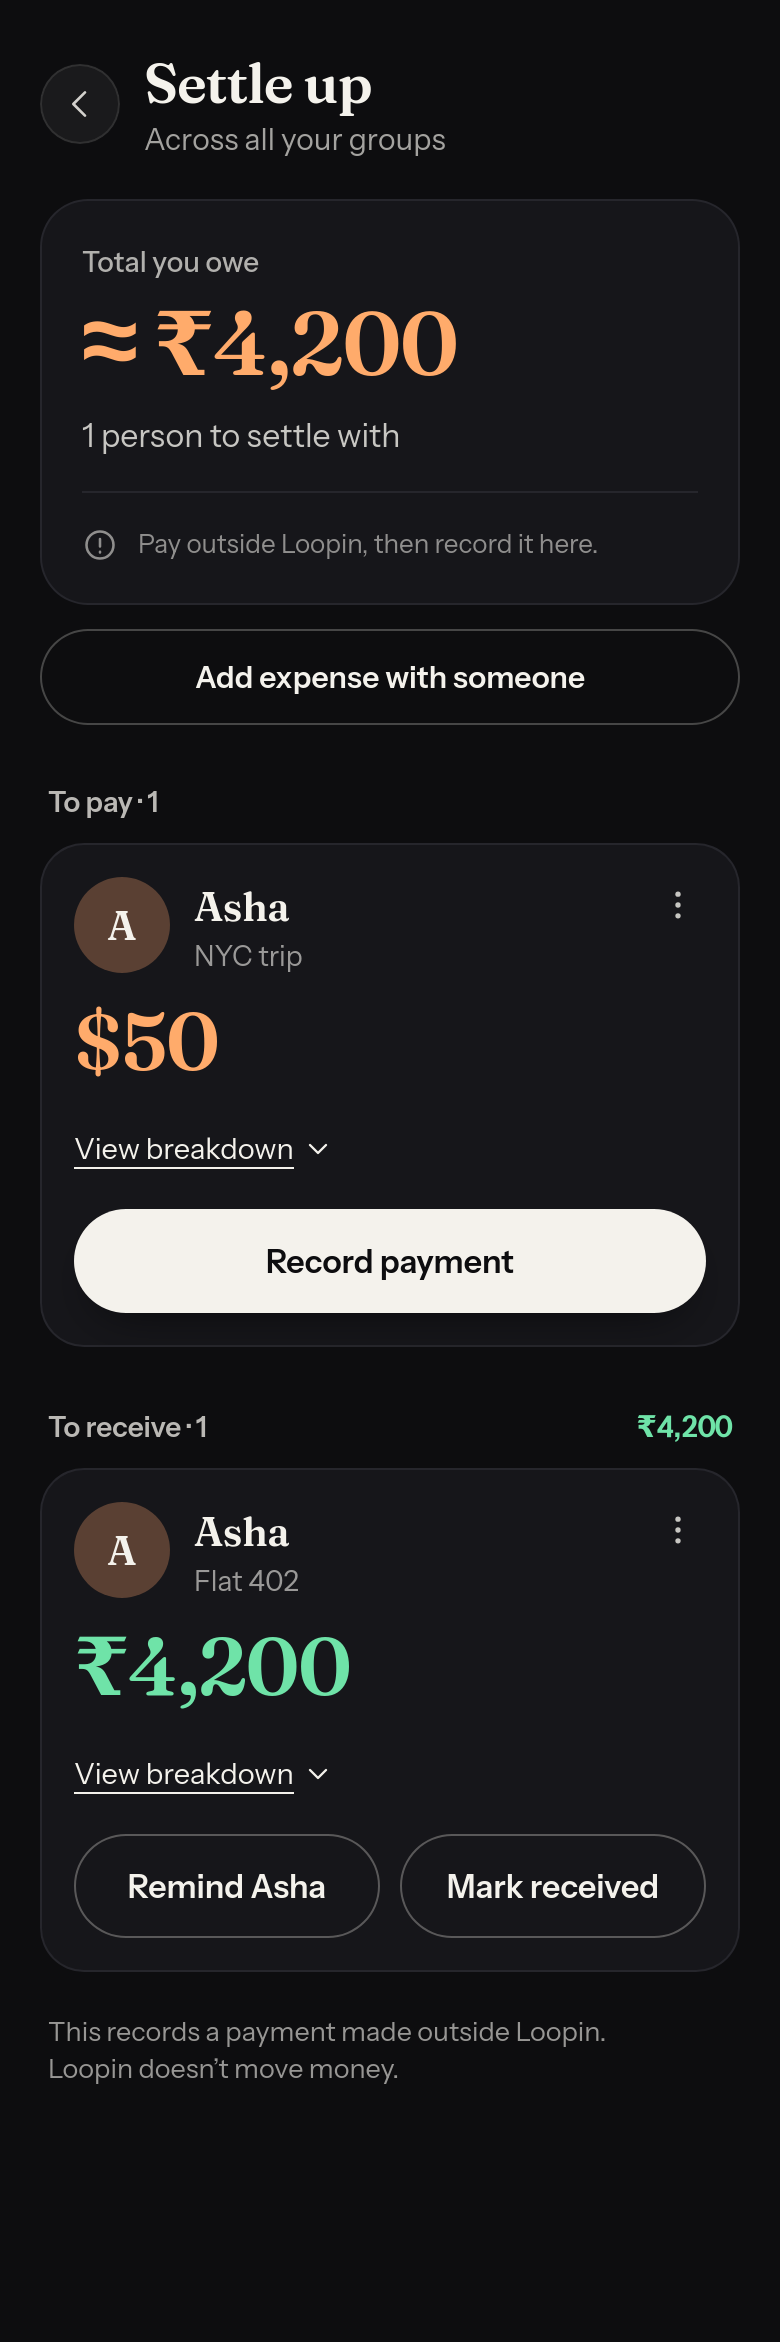 Settle up
Across all your groups
Total you owe
≈ ₹4,200
1 person to settle with
Pay outside Loopin, then record it here.
Add expense with someone
To pay · 1
A
Asha
NYC trip
$50
View breakdown
Record payment
To receive · 1
₹4,200
A
Asha
Flat 402
₹4,200
View breakdown
Remind Asha
Mark received
This records a payment made outside Loopin.
Loopin doesn’t move money.